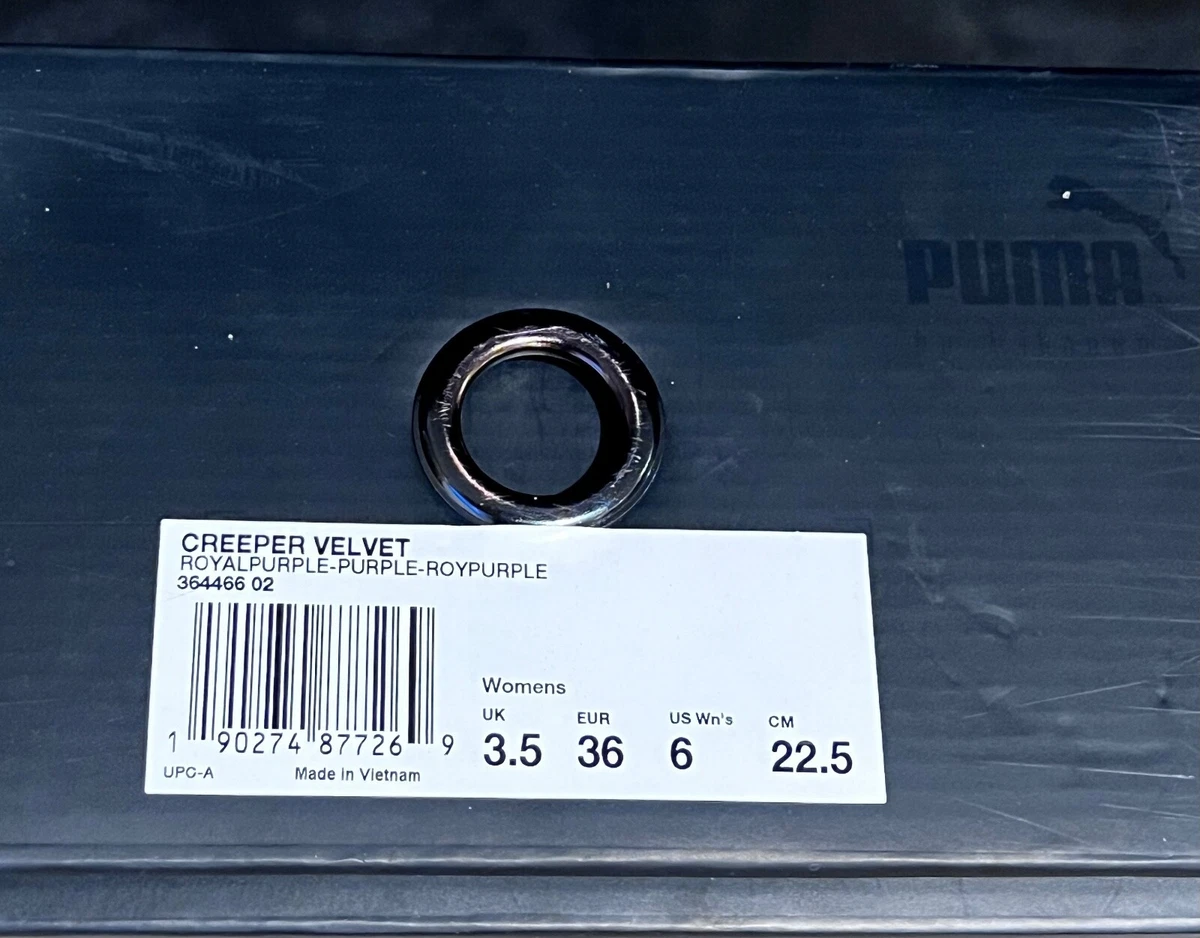 PUMA
CREEPER VELVET
ROYALPURPLE-PURPLE-ROYPURPLE
364466 02
1 90274 87726 9
UPC-A
Made in Vietnam
Womens
UK EUR US Wn's CM
3.5 36 6 22.5